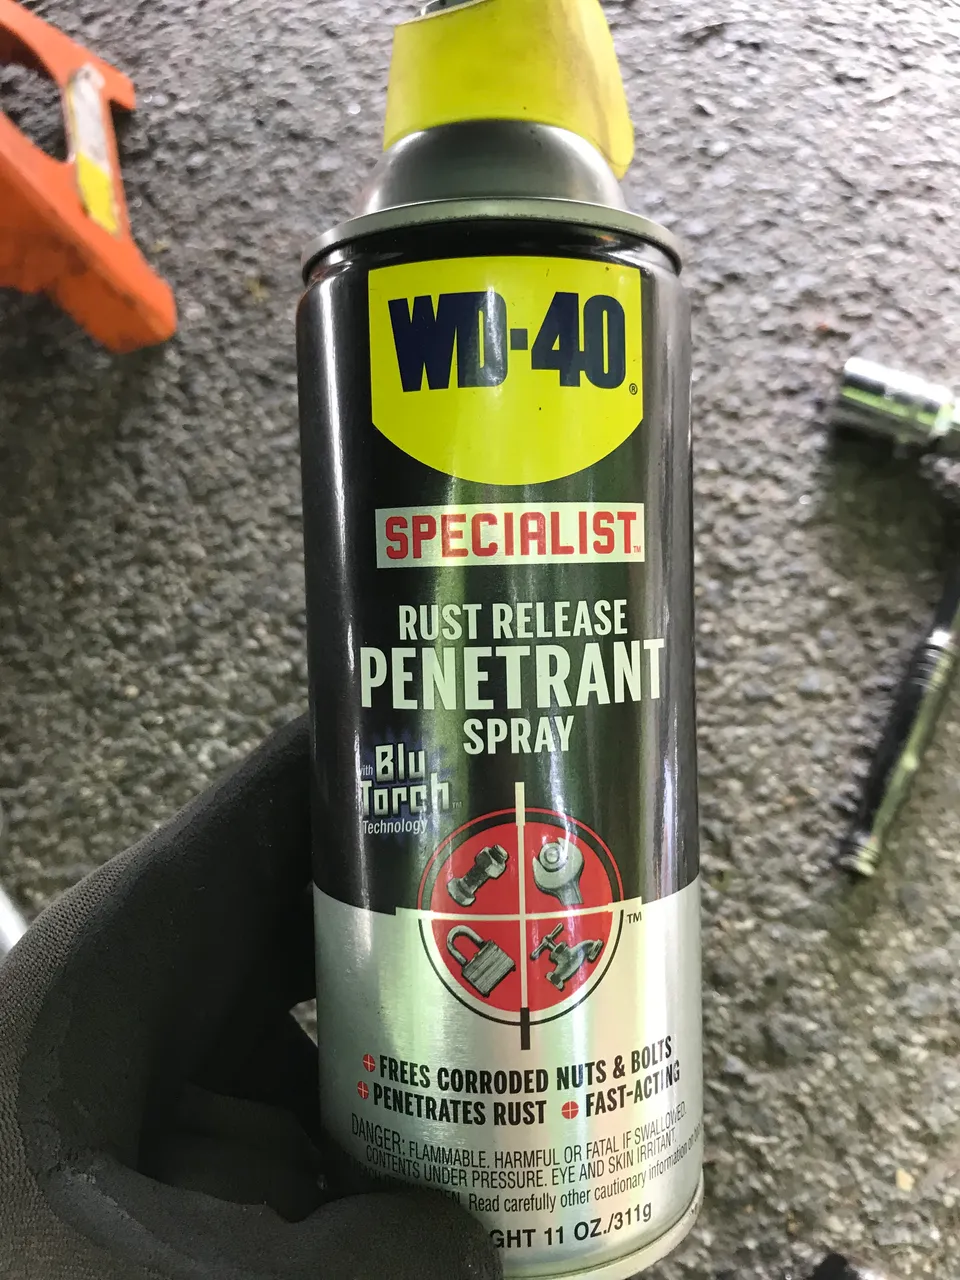 WD-40®
SPECIALIST™
RUST RELEASE
PENETRANT
SPRAY
with Blu
Torch™
Technology
™
FREES CORRODED NUTS & BOLTS
PENETRATES RUST FAST-ACTING
DANGER: FLAMMABLE. HARMFUL OR FATAL IF SWALLOWED.
CONTENTS UNDER PRESSURE. EYE AND SKIN IRRITANT.
Read carefully other cautionary information on
11 OZ./311g